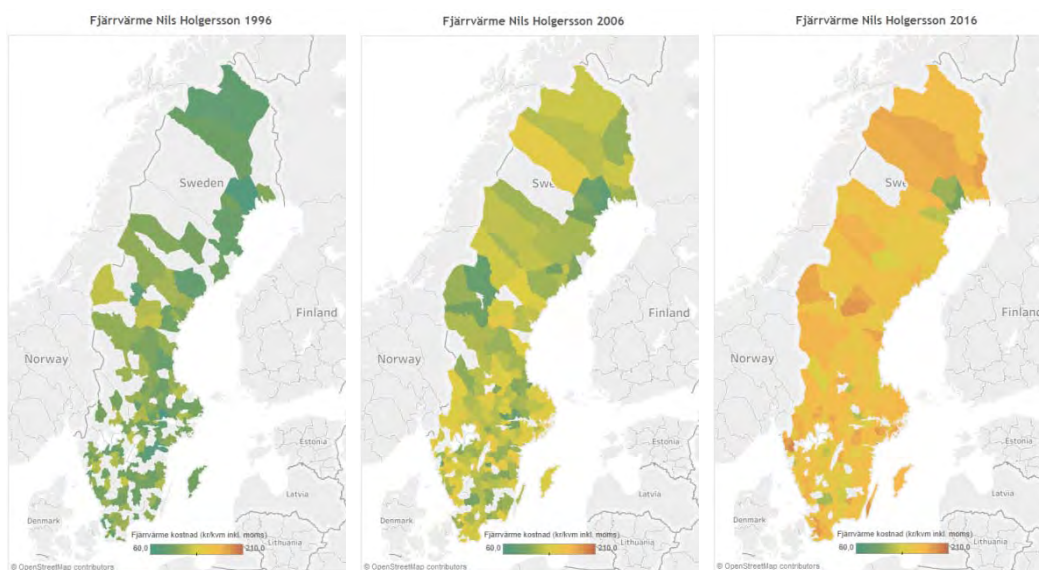 Fjärrvärme Nils Holgersson 1996
Sweden
Norway
Finland
Estonia
Latvia
Denmark
Lithuania
Fjärrvärme kostnad (kr/kvm inkl. moms)
60,0
210,0
© OpenStreetMap contributors
Fjärrvärme Nils Holgersson 2006
Swe
Norway
Finland
Estonia
Latvia
Denmark
Lithuania
Fjärrvärme kostnad (kr/kvm inkl. moms)
60,0
210,0
© OpenStreetMap contributors
Fjärrvärme Nils Holgersson 2016
Swe
Norway
Finland
Estonia
Latvia
Denmark
Lithuania
Fjärrvärme kostnad (kr/kvm inkl. moms)
60,0
210,0
© OpenStreetMap contributors